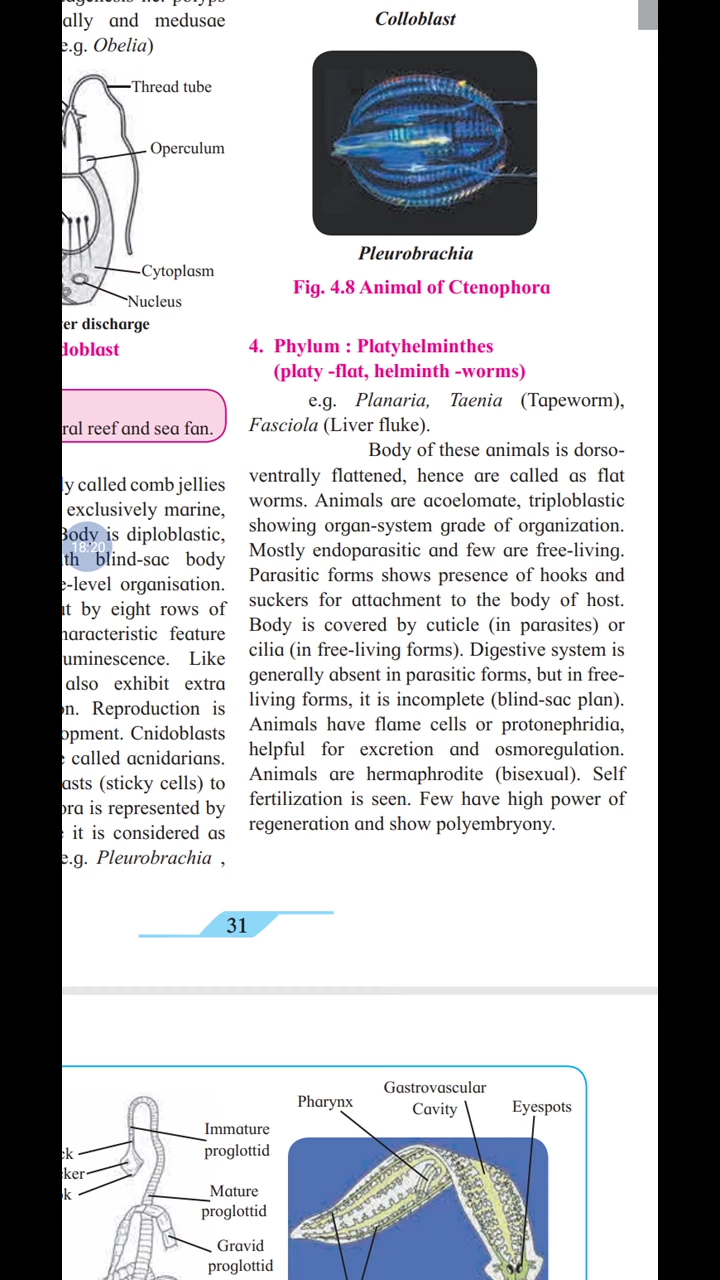 ally and medusae
e.g. Obelia)
Thread tube
Operculum
Cytoplasm
Nucleus
er discharge
doblast
ral reef and sea fan.
ly called comb jellies
exclusively marine,
Body is diploblastic,
18:20
th blind-sac body
e-level organisation.
ut by eight rows of
haracteristic feature
uminescence. Like
also exhibit extra
on. Reproduction is
opment. Cnidoblasts
e called acnidarians.
asts (sticky cells) to
ora is represented by
it is considered as
e.g. Pleurobrachia ,
Colloblast
Pleurobrachia
Fig. 4.8 Animal of Ctenophora
4. Phylum : Platyhelminthes
(platy -flat, helminth -worms)
e.g. Planaria, Taenia (Tapeworm),
Fasciola (Liver fluke).
Body of these animals is dorso-
ventrally flattened, hence are called as flat
worms. Animals are acoelomate, triploblastic
showing organ-system grade of organization.
Mostly endoparasitic and few are free-living.
Parasitic forms shows presence of hooks and
suckers for attachment to the body of host.
Body is covered by cuticle (in parasites) or
cilia (in free-living forms). Digestive system is
generally absent in parasitic forms, but in free-
living forms, it is incomplete (blind-sac plan).
Animals have flame cells or protonephridia,
helpful for excretion and osmoregulation.
Animals are hermaphrodite (bisexual). Self
fertilization is seen. Few have high power of
regeneration and show polyembryony.
31
ck
cker
k
Immature
proglottid
Mature
proglottid
Gravid
proglottid
Pharynx
Gastrovascular
Cavity
Eyespots